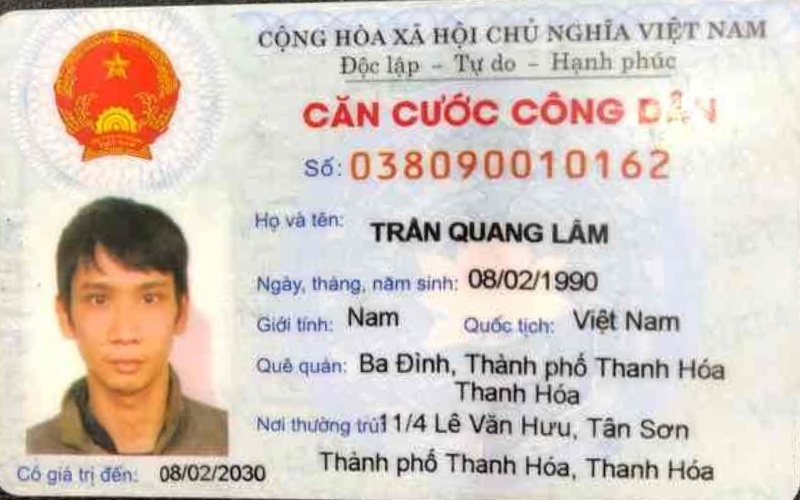 CỘNG HÒA XÃ HỘI CHỦ NGHĨA VIỆT NAM
Độc lập - Tự do - Hạnh phúc
CĂN CƯỚC CÔNG DÂN
Số: 038090010162
Họ và tên: TRẦN QUANG LÂM
Ngày, tháng, năm sinh: 08/02/1990
Giới tính: Nam Quốc tịch: Việt Nam
Quê quán: Ba Đình, Thành phố Thanh Hóa
Thanh Hóa
Nơi thường trú: 11/4 Lê Văn Hưu, Tân Sơn
Thành phố Thanh Hóa, Thanh Hóa
Có giá trị đến: 08/02/2030